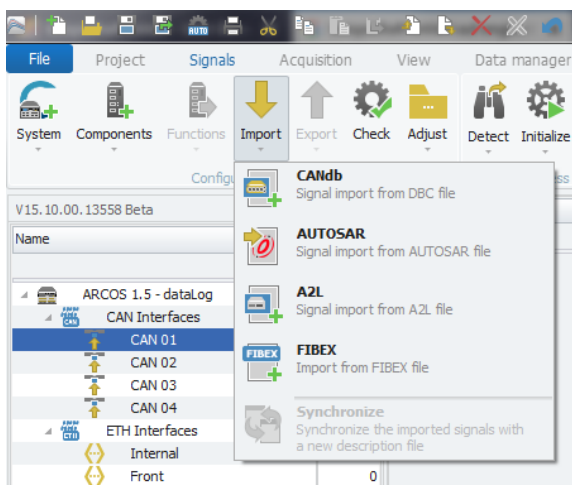 AUTO
File Project Signals Acquisition View Data manager
System Components Functions Import Export Check Adjust Detect Initialize
CANdb
Signal import from DBC file
V15.10.00.13558 Beta
Name
AUTOSAR
Signal import from AUTOSAR file
ARCOS 1.5 - dataLog
A2L
CAN Interfaces
Signal import from A2L file
CAN 01
CAN 02
FIBEX
FIBEX
Import from FIBEX file
CAN 03
CAN 04
Synchronize
ETH Interfaces
Synchronize the imported signals with
a new description file
Internal
Front 0